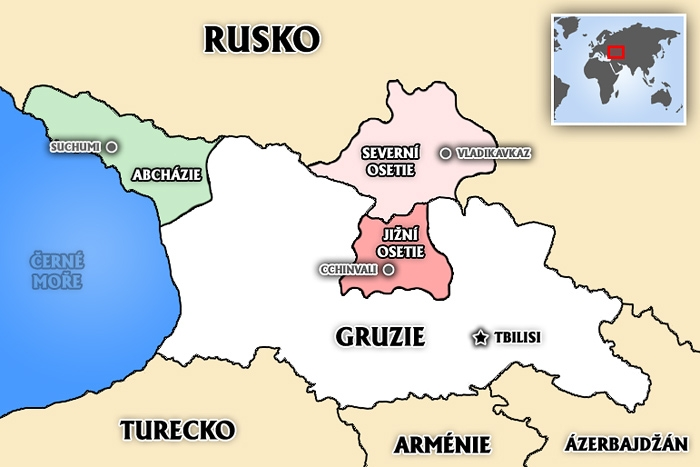 RUSKO
SUCHUMI
ABCHÁZIE
SEVERNÍ
OSETIE
VLADIKAVKAZ
JIŽNÍ
OSETIE
CCHINVALI
ČERNÉ
MOŘE
GRUZIE
TBILISI
TURECKO
ARMÉNIE
ÁZERBAJDŽÁN